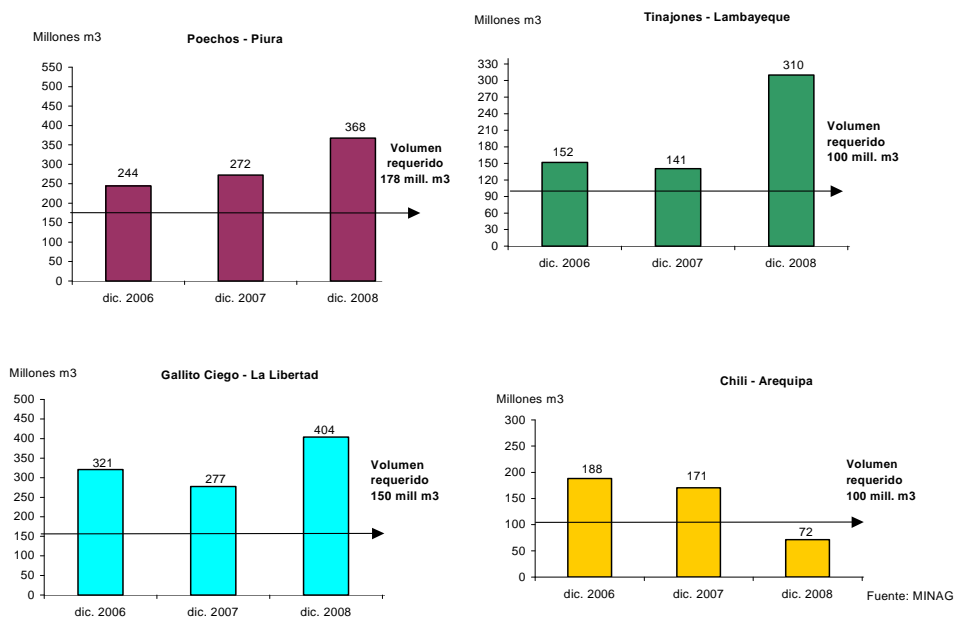 Millones m3
Poechos - Piura
550
500
450
400
350
300
250
200
150
100
50
0
244
272
368
Volumen
requerido
178 mill. m3
dic. 2006
dic. 2007
dic. 2008
Millones m3
Tinajones - Lambayeque
330
300
270
240
210
180
150
120
90
60
30
0
152
141
310
Volumen
requerido
100 mill. m3
dic. 2006
dic. 2007
dic. 2008
Millones m3
Gallito Ciego - La Libertad
500
450
400
350
300
250
200
150
100
50
0
321
277
404
Volumen
requerido
150 mill m3
dic. 2006
dic. 2007
dic. 2008
Chili - Arequipa
Millones m3
300
250
200
150
100
50
0
188
171
72
Volumen
requerido
100 mill. m3
dic. 2006
dic. 2007
dic. 2008
Fuente: MINAG